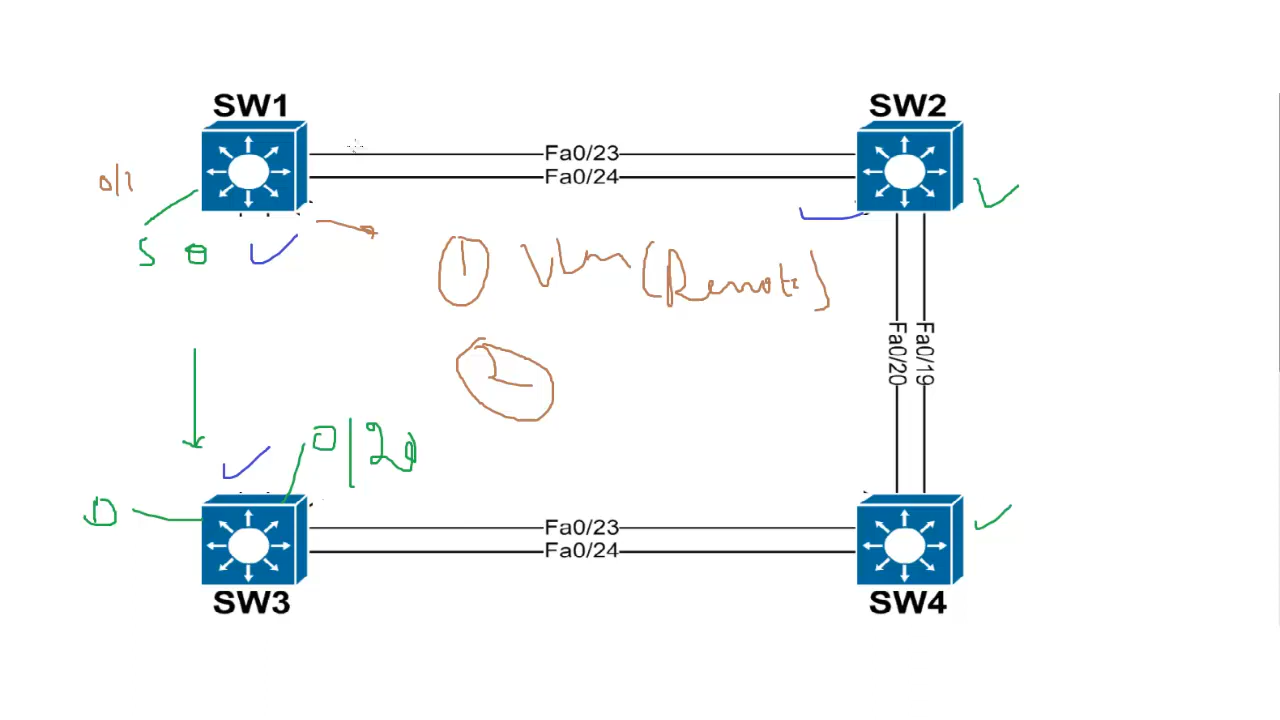 SW1 SW2
Fa0/23
Fa0/24
0/1
S
1 Vlan (Remote)
Fa0/20 Fa0/19
2
0/20
D
Fa0/23
Fa0/24
SW3 SW4